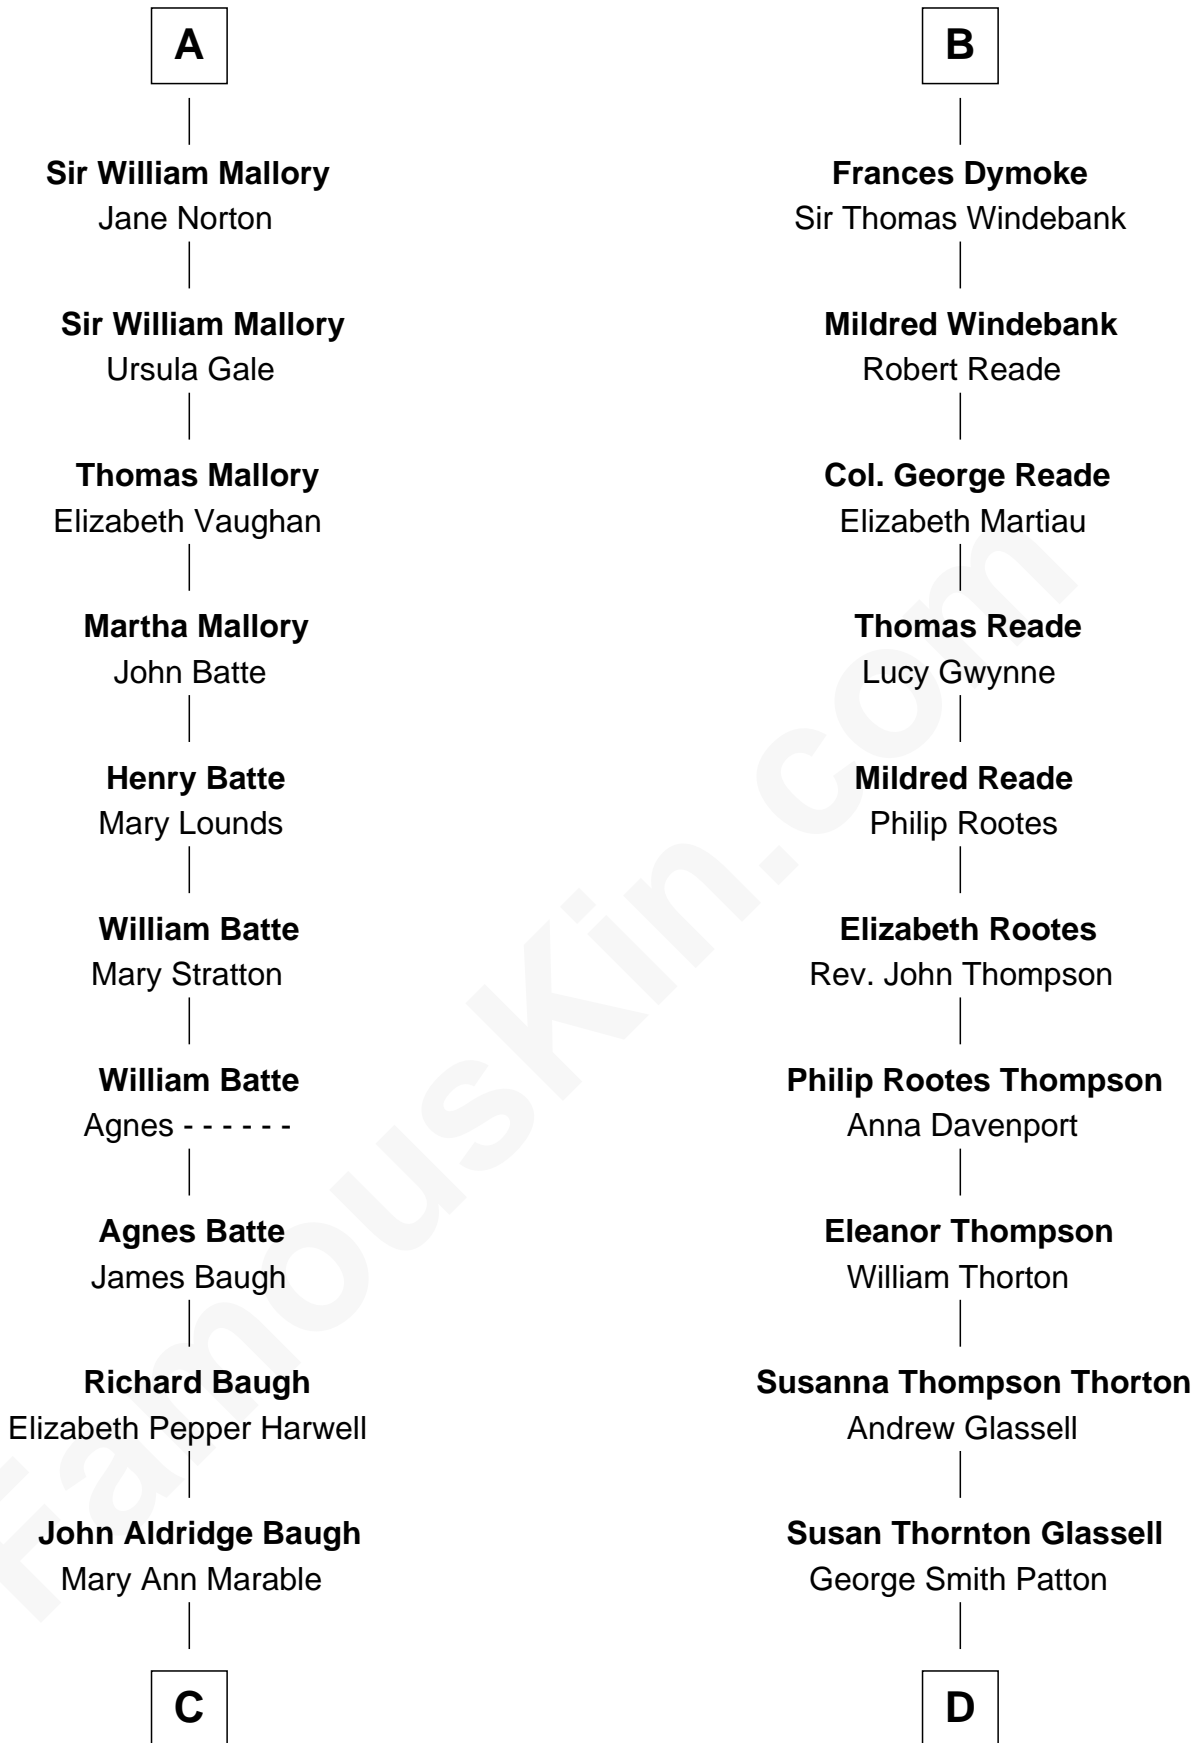 A
Sir William Mallory
Jane Norton
Sir William Mallory
Ursula Gale
Thomas Mallory
Elizabeth Vaughan
Martha Mallory
John Batte
Henry Batte
Mary Lounds
William Batte
Mary Stratton
William Batte
Agnes - - - - - -
Agnes Batte
James Baugh
Richard Baugh
Elizabeth Pepper Harwell
John Aldridge Baugh
Mary Ann Marable
C
B
Frances Dymoke
Sir Thomas Windebank
Mildred Windebank
Robert Reade
Col. George Reade
Elizabeth Martiau
Thomas Reade
Lucy Gwynne
Mildred Reade
Philip Rootes
Elizabeth Rootes
Rev. John Thompson
Philip Rootes Thompson
Anna Davenport
Eleanor Thompson
William Thorton
Susanna Thompson Thorton
Andrew Glassell
Susan Thornton Glassell
George Smith Patton
D
FamousKin.com